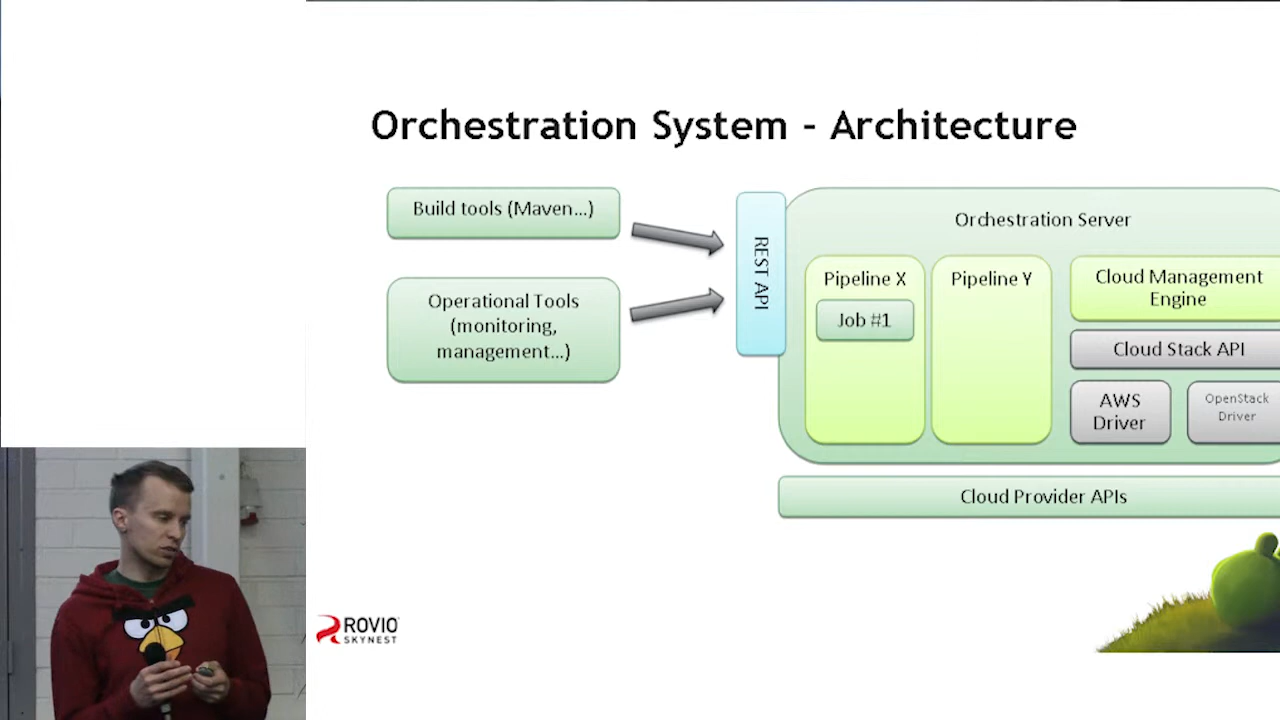 Orchestration System - Architecture
Build tools (Maven...)
Operational Tools
(monitoring,
management...)
REST API
Orchestration Server
Pipeline X
Job #1
Pipeline Y
Cloud Management
Engine
Cloud Stack API
AWS
Driver
OpenStack
Driver
Cloud Provider APIs
ROVIO
SKYNEST